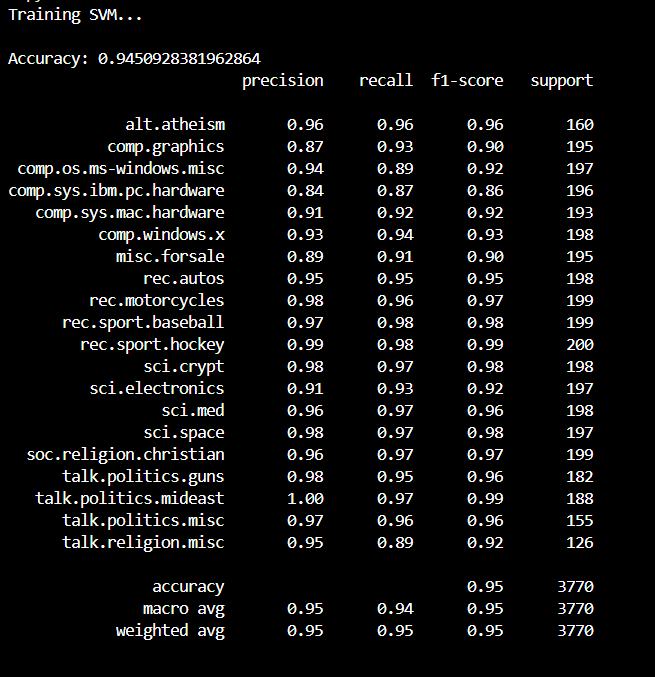 Training SVM...
Accuracy: 0.9450928381962864
precision recall f1-score support
alt.atheism 0.96 0.96 0.96 160
comp.graphics 0.87 0.93 0.90 195
comp.os.ms-windows.misc 0.94 0.89 0.92 197
comp.sys.ibm.pc.hardware 0.84 0.87 0.86 196
comp.sys.mac.hardware 0.91 0.92 0.92 193
comp.windows.x 0.93 0.94 0.93 198
misc.forsale 0.89 0.91 0.90 195
rec.autos 0.95 0.95 0.95 198
rec.motorcycles 0.98 0.96 0.97 199
rec.sport.baseball 0.97 0.98 0.98 199
rec.sport.hockey 0.99 0.98 0.99 200
sci.crypt 0.98 0.97 0.98 198
sci.electronics 0.91 0.93 0.92 197
sci.med 0.96 0.97 0.96 198
sci.space 0.98 0.97 0.98 197
soc.religion.christian 0.96 0.97 0.97 199
talk.politics.guns 0.98 0.95 0.96 182
talk.politics.mideast 1.00 0.97 0.99 188
talk.politics.misc 0.97 0.96 0.96 155
talk.religion.misc 0.95 0.89 0.92 126
accuracy 0.95 3770
macro avg 0.95 0.94 0.95 3770
weighted avg 0.95 0.95 0.95 3770